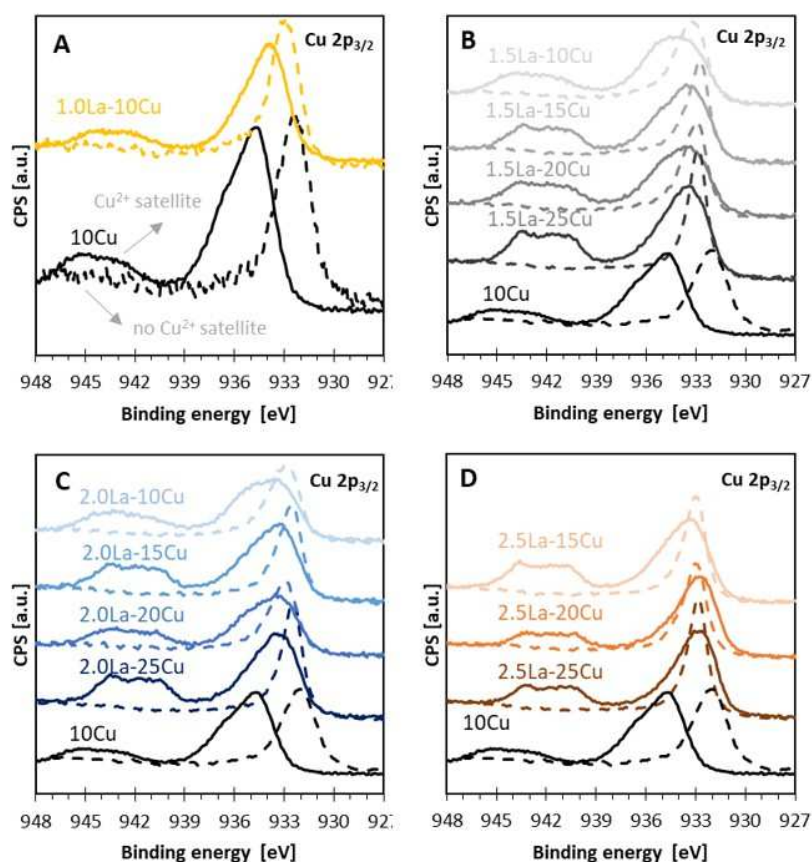 A
Cu 2p3/2
1.0La-10Cu
Cu2+ satellite
10Cu
no Cu2+ satellite
CPS [a.u.]
948 945 942 939 936 933 930 927
Binding energy [eV]
B
Cu 2p3/2
1.5La-10Cu
1.5La-15Cu
1.5La-20Cu
1.5La-25Cu
10Cu
CPS [a.u.]
948 945 942 939 936 933 930 927
Binding energy [eV]
C
Cu 2p3/2
2.0La-10Cu
2.0La-15Cu
2.0La-20Cu
2.0La-25Cu
10Cu
CPS [a.u.]
948 945 942 939 936 933 930 927
Binding energy [eV]
D
Cu 2p3/2
2.5La-15Cu
2.5La-20Cu
2.5La-25Cu
10Cu
CPS [a.u.]
948 945 942 939 936 933 930 927
Binding energy [eV]